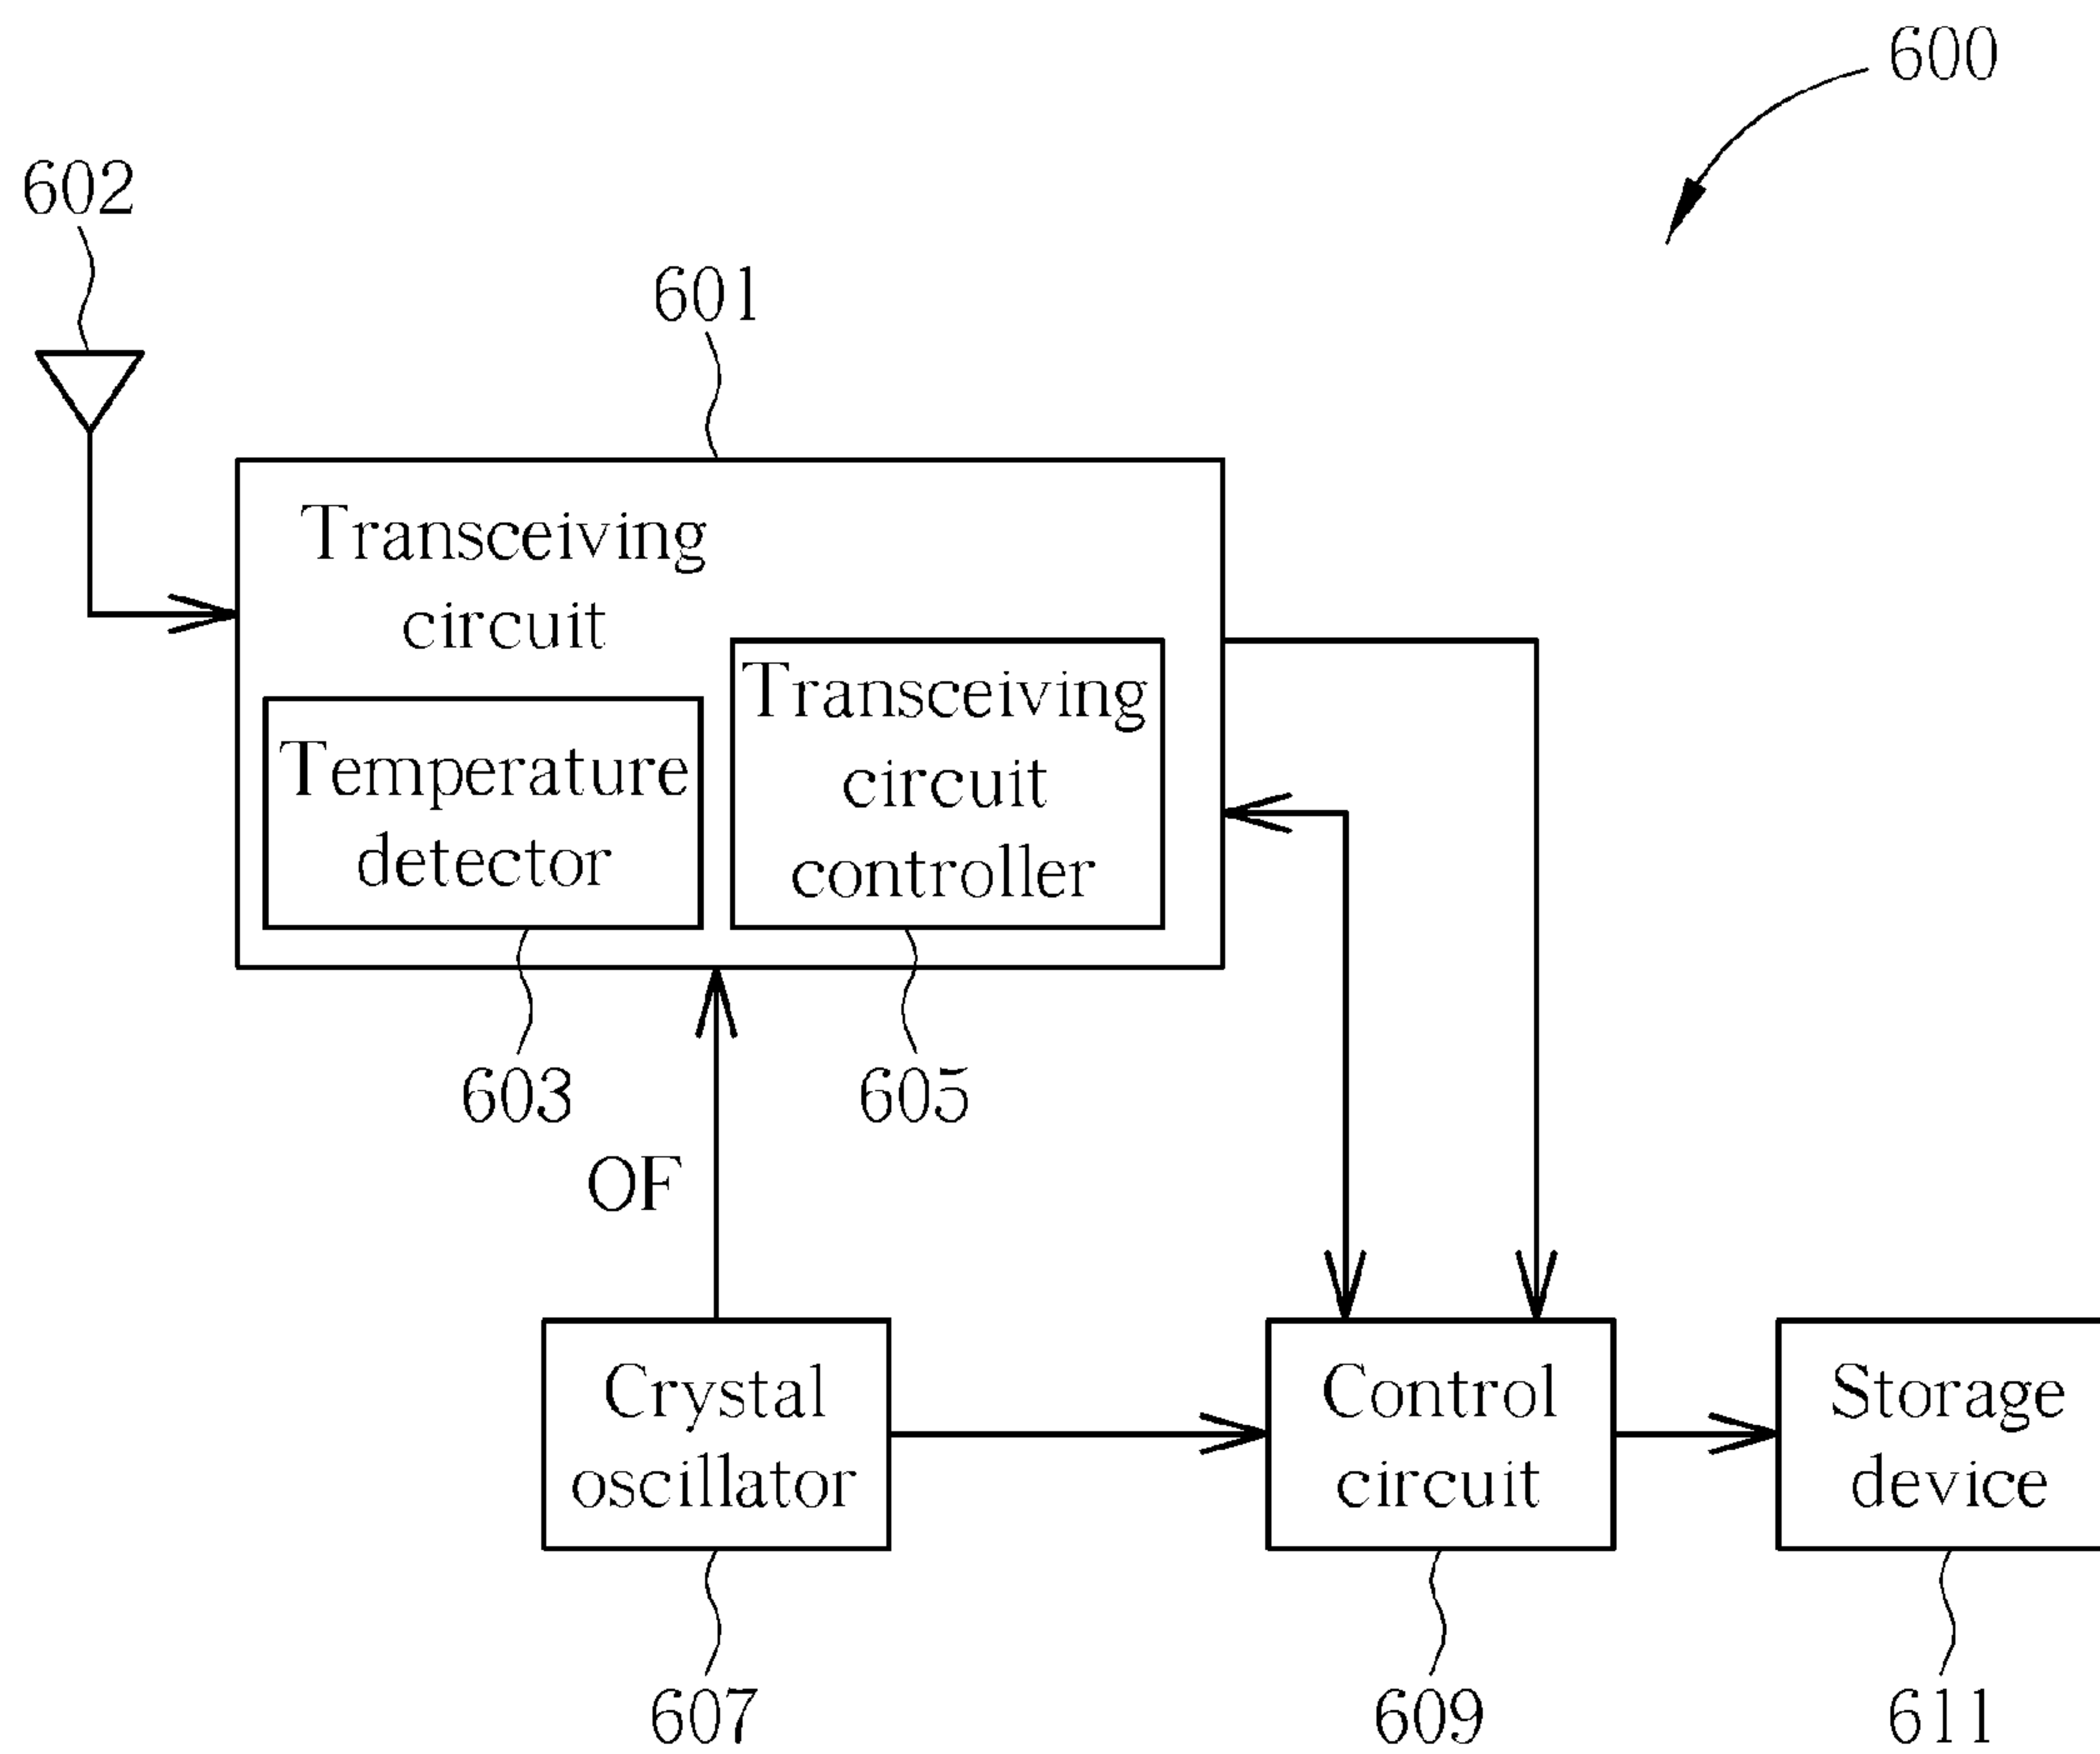 600
602
601
Transceiving
circuit
Transceiving
circuit
controller
Temperature
detector
603
605
OF
Crystal
oscillator
Control
circuit
Storage
device
607
609
611